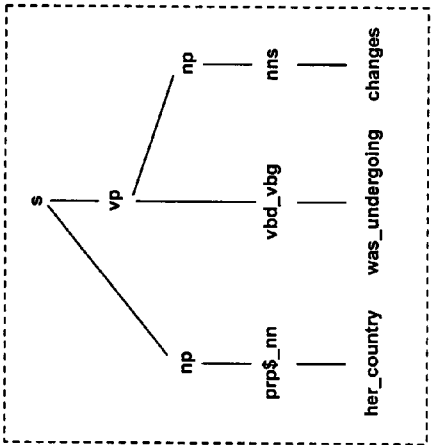 s
vp
np np
prp$_nn vbd_vbg nns
her_country was_undergoing changes